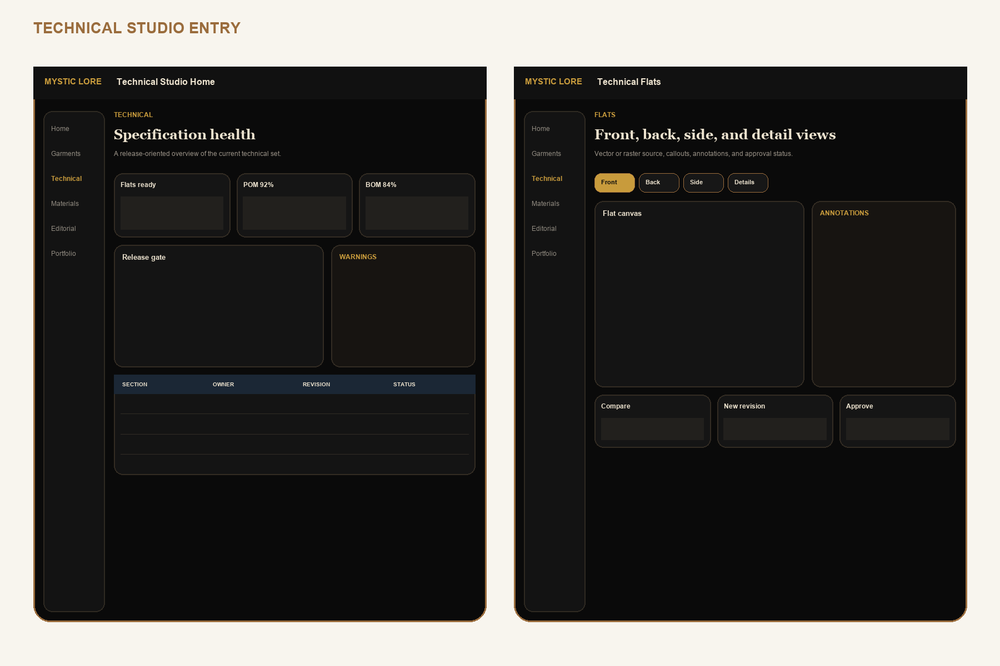 TECHNICAL STUDIO ENTRY
MYSTIC LORE
Technical Studio Home
Home
Garments
Technical
Materials
Editorial
Portfolio
TECHNICAL
Specification health
A release-oriented overview of the current technical set.
Flats ready
POM 92%
BOM 84%
Release gate
WARNINGS
SECTION OWNER REVISION STATUS
MYSTIC LORE
Technical Flats
Home
Garments
Technical
Materials
Editorial
Portfolio
FLATS
Front, back, side, and detail views
Vector or raster source, callouts, annotations, and approval status.
Front
Back
Side
Details
Flat canvas
ANNOTATIONS
Compare
New revision
Approve